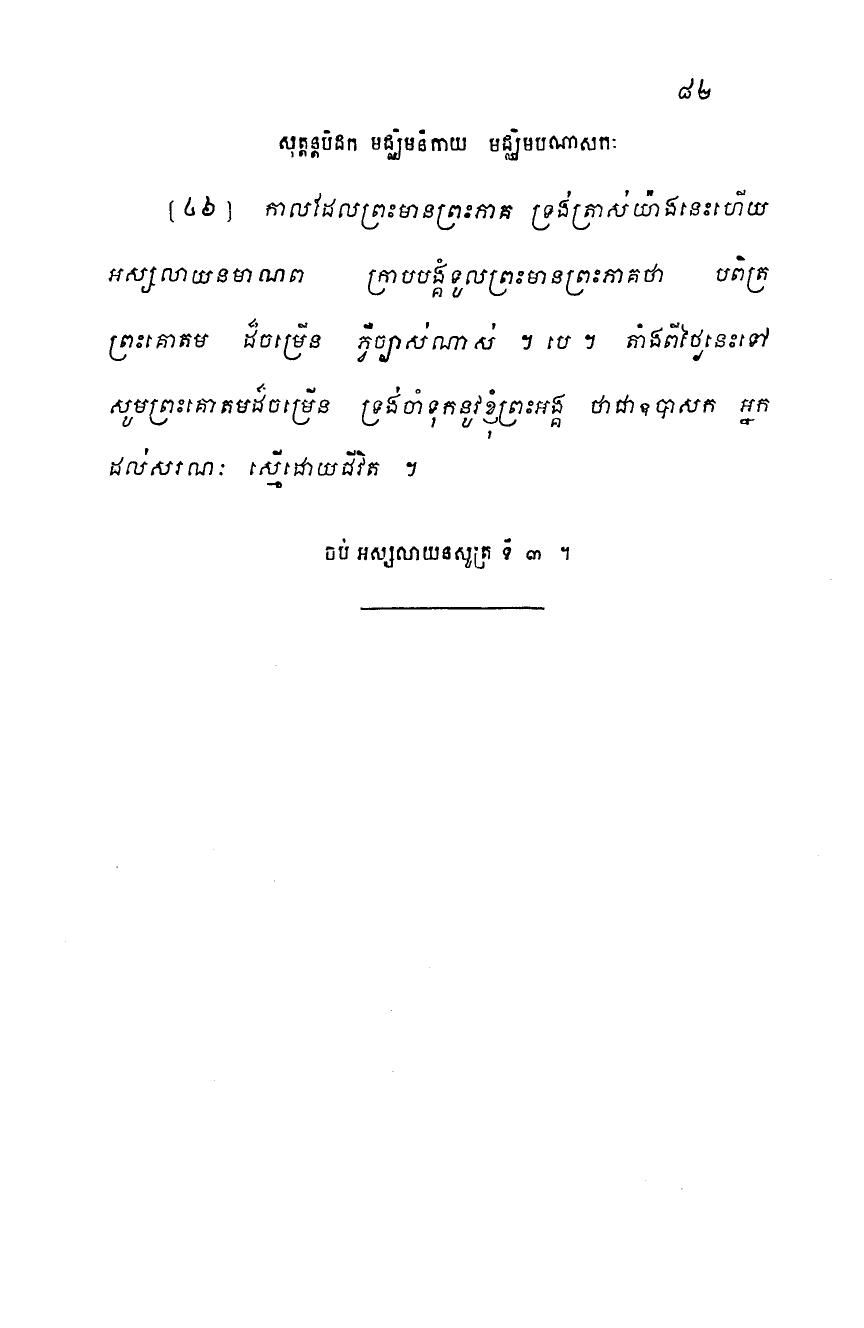 ៨២
សុត្តន្តបិដក មជ្ឈិមនិកាយ មជ្ឈិមបណ្ណាសកៈ
[៤៦] កាលដែលព្រះមានព្រះភាគ ទ្រង់ត្រាស់យ៉ាងនេះហើយ
អស្សលាយនមាណព ក្រាបបង្គំទូលព្រះមានព្រះភាគថា បពិត្រ
ព្រះគោតម ដ៏ចម្រើន ភ្លឺច្បាស់ណាស់ ។ បេ ។ តាំងពីថ្ងៃនេះទៅ
សូមព្រះគោតមដ៏ចម្រើន ទ្រង់ចាំទុកនូវខ្ញុំព្រះអង្គ ថាជាឧបាសក អ្នក
ដល់សរណៈ ស្មើដោយជីវិត ។
ចប់ អស្សលាយនសូត្រ ទី ៣ ។